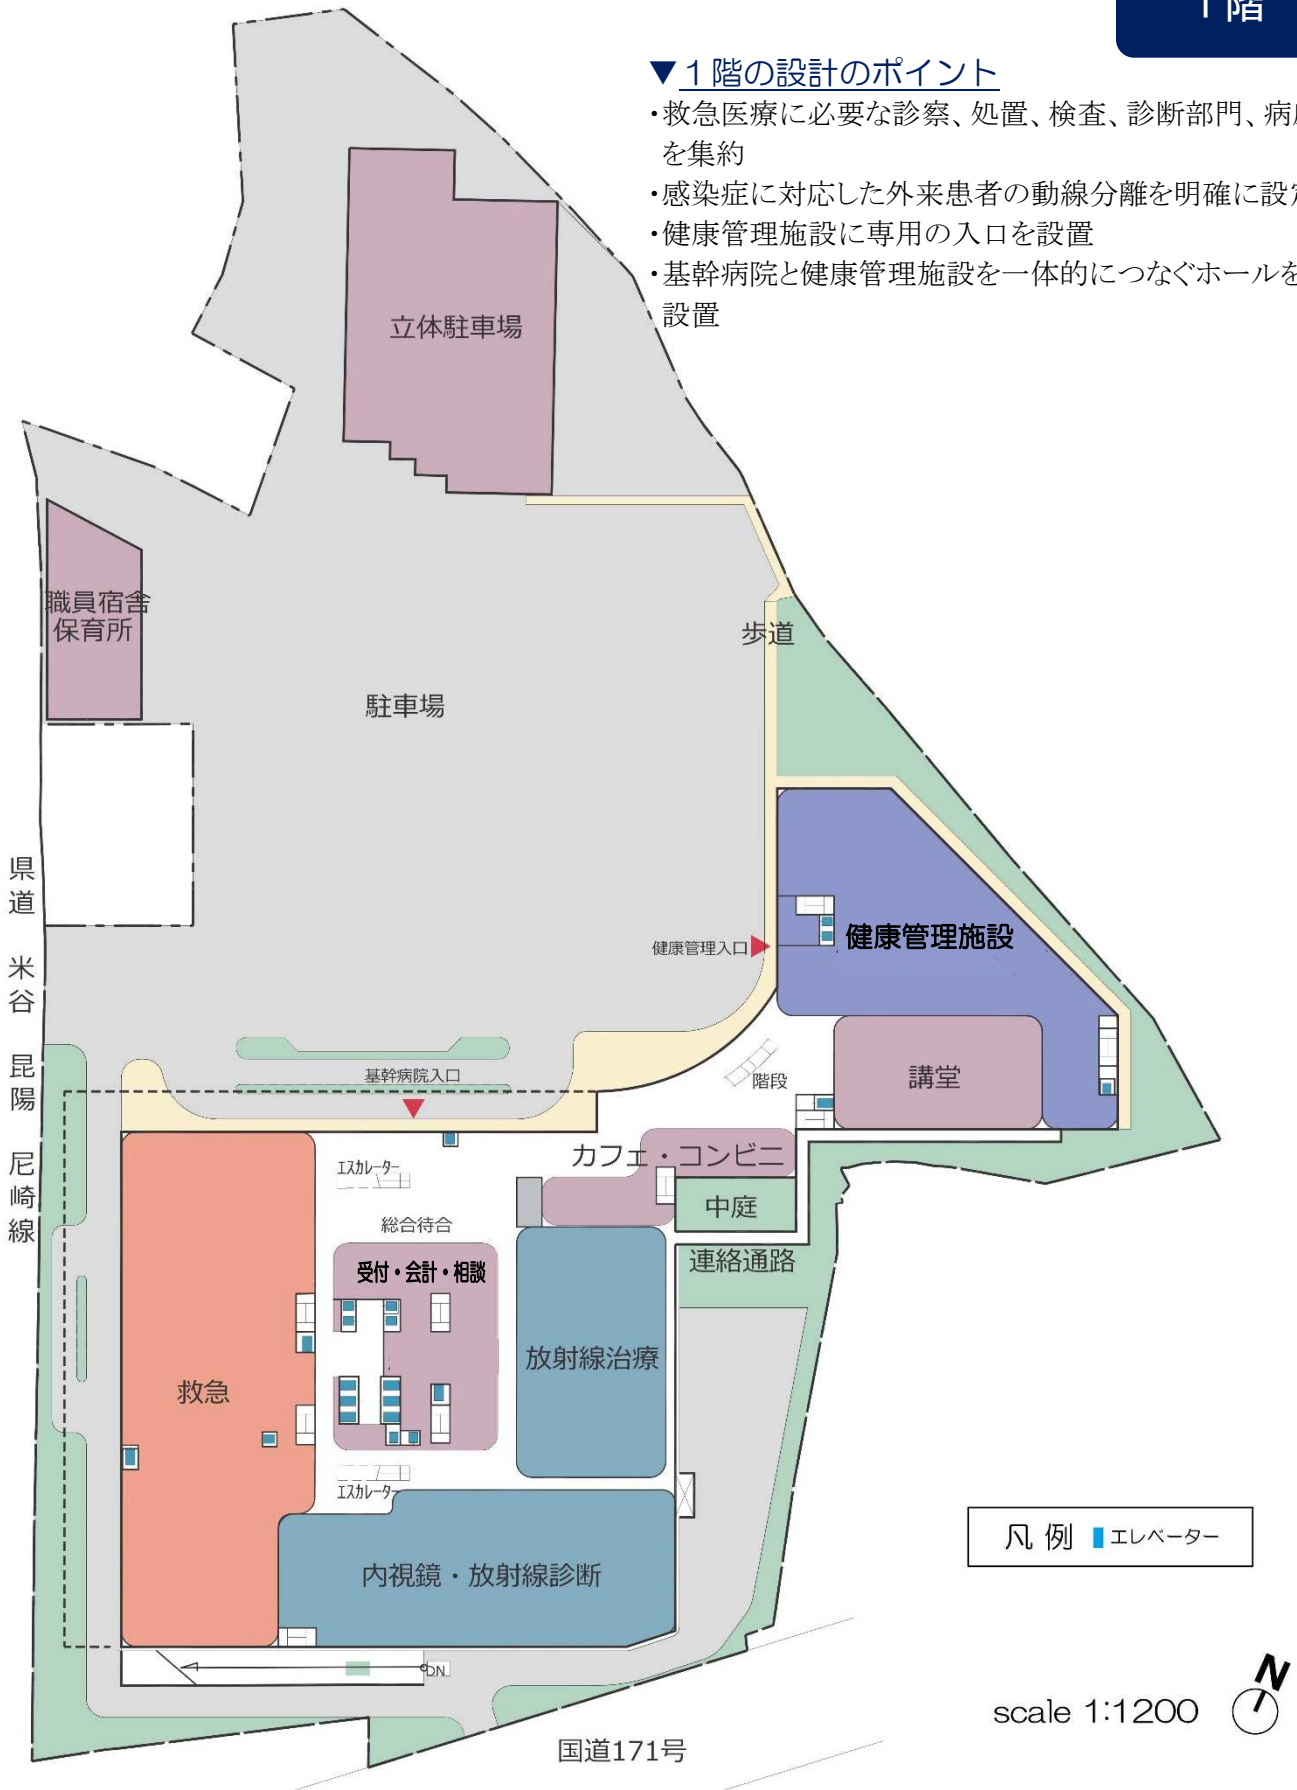 1階
▼1階の設計のポイント
・救急医療に必要な診察、処置、検査、診断部門、病
を集約
・感染症に対応した外来患者の動線分離を明確に設
・健康管理施設に専用の入口を設置
・基幹病院と健康管理施設を一体的につなぐホールを
設置
立体駐車場
職員宿舎
保育所
歩道
駐車場
県道 米谷 昆陽 尼崎線
健康管理入口
健康管理施設
基幹病院入口
階段
講堂
カフェ・コンビニ
エスカレーター
中庭
総合待合
連絡通路
受付・会計・相談
放射線治療
救急
エスカレーター
内視鏡・放射線診断
凡例 エレベーター
DN
N
scale 1:1200
国道171号